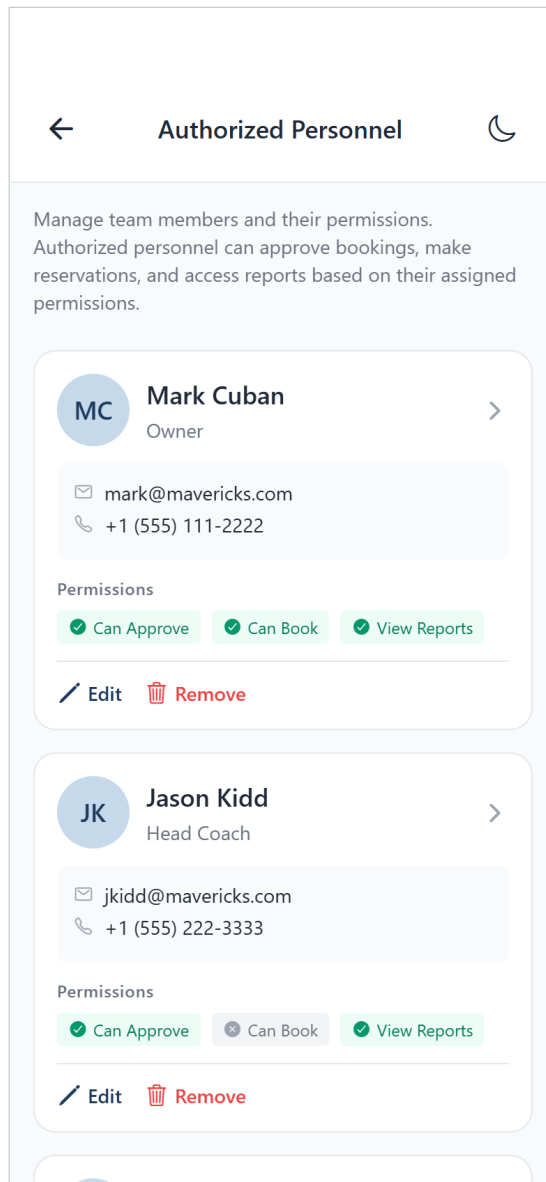 Authorized Personnel
Manage team members and their permissions.
Authorized personnel can approve bookings, make
reservations, and access reports based on their assigned
permissions.
MC
Mark Cuban
Owner
mark@mavericks.com
+1 (555) 111-2222
Permissions
Can Approve Can Book View Reports
Edit Remove
JK
Jason Kidd
Head Coach
jkidd@mavericks.com
+1 (555) 222-3333
Permissions
Can Approve Can Book View Reports
Edit Remove